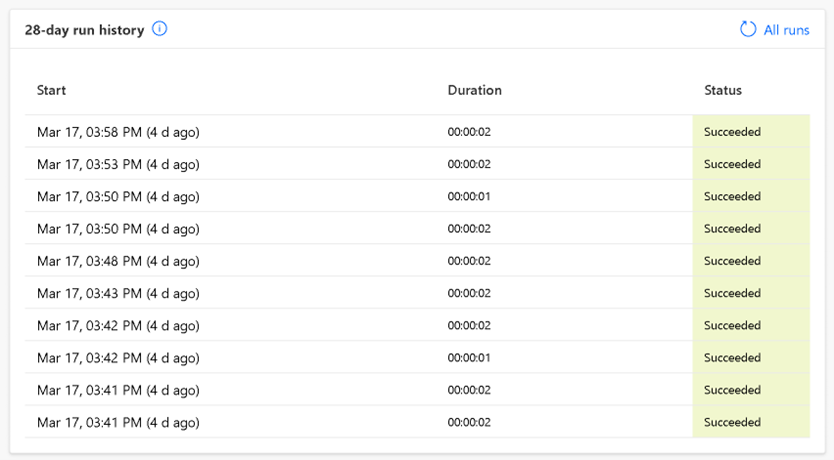 28-day run history All runs
Start Duration Status
Mar 17, 03:58 PM (4 d ago) 00:00:02 Succeeded
Mar 17, 03:53 PM (4 d ago) 00:00:02 Succeeded
Mar 17, 03:50 PM (4 d ago) 00:00:01 Succeeded
Mar 17, 03:50 PM (4 d ago) 00:00:02 Succeeded
Mar 17, 03:48 PM (4 d ago) 00:00:02 Succeeded
Mar 17, 03:43 PM (4 d ago) 00:00:02 Succeeded
Mar 17, 03:42 PM (4 d ago) 00:00:02 Succeeded
Mar 17, 03:42 PM (4 d ago) 00:00:01 Succeeded
Mar 17, 03:41 PM (4 d ago) 00:00:02 Succeeded
Mar 17, 03:41 PM (4 d ago) 00:00:02 Succeeded